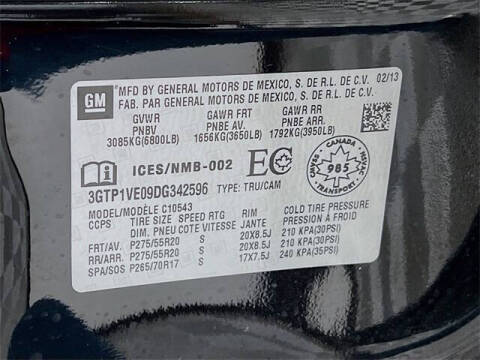 GM
MFD BY GENERAL MOTORS DE MEXICO, S. DE R.L. DE C.V. 02/13
FAB. PAR GENERAL MOTORS DE MEXICO, S. DE R.L. DE C.V.
GVWR GAWR FRT GAWR RR
PNBV PNBE AV. PNBE ARR.
3085KG(6800LB) 1656KG(3650LB) 1792KG(3950LB)
ICES/NMB-002 EC CANADA CMVSS NSVAC 985
3GTP1VE09DG342596 TYPE: TRU/CAM
MODEL/MODÈLE C10543
CCPS TIRE SIZE SPEED RTG RIM COLD TIRE PRESSURE
DIM. PNEU COTE VITESSE JANTE PRESSION À FROID
FRT/AV. P275/55R20 S 20X8.5J 210 KPA(30PSI)
RR/ARR. P275/55R20 S 20X8.5J 210 KPA(30PSI)
SPA/SOS P265/70R17 S 17X7.5J 240 KPA(35PSI)